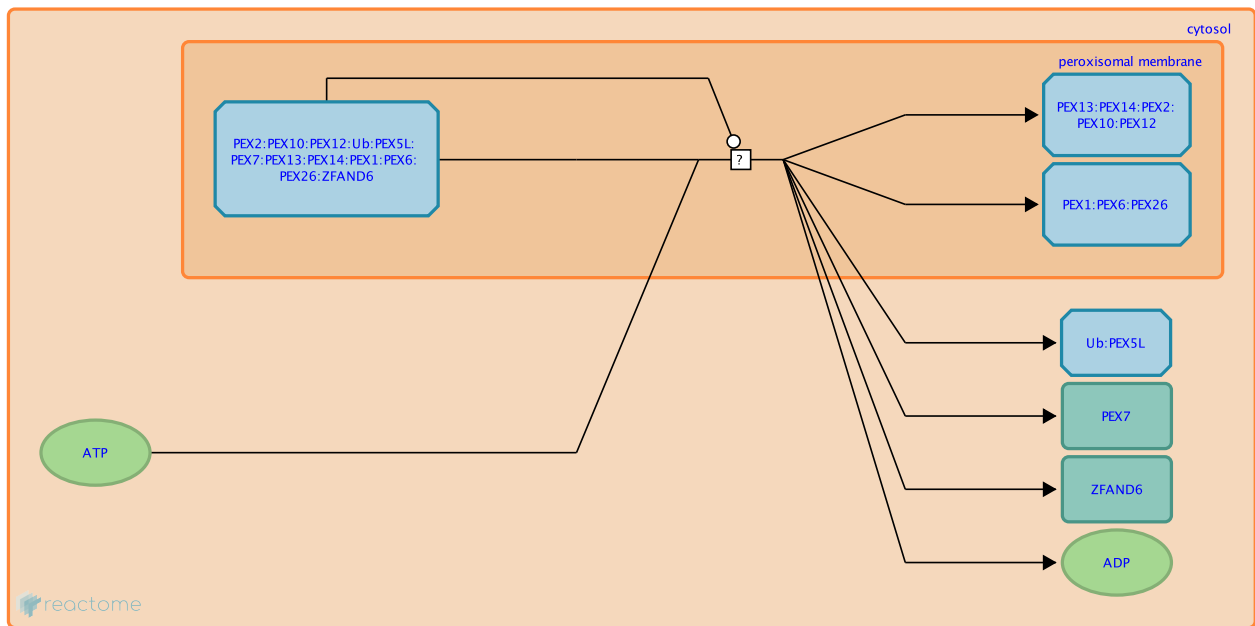 cytosol
peroxisomal membrane
PEX2:PEX10:PEX12:Ub:PEX5L:
PEX7:PEX13:PEX14:PEX1:PEX6:
PEX26:ZFAND6
?
PEX13:PEX14:PEX2:
PEX10:PEX12
PEX1:PEX6:PEX26
Ub:PEX5L
PEX7
ATP
ZFAND6
ADP
reactome